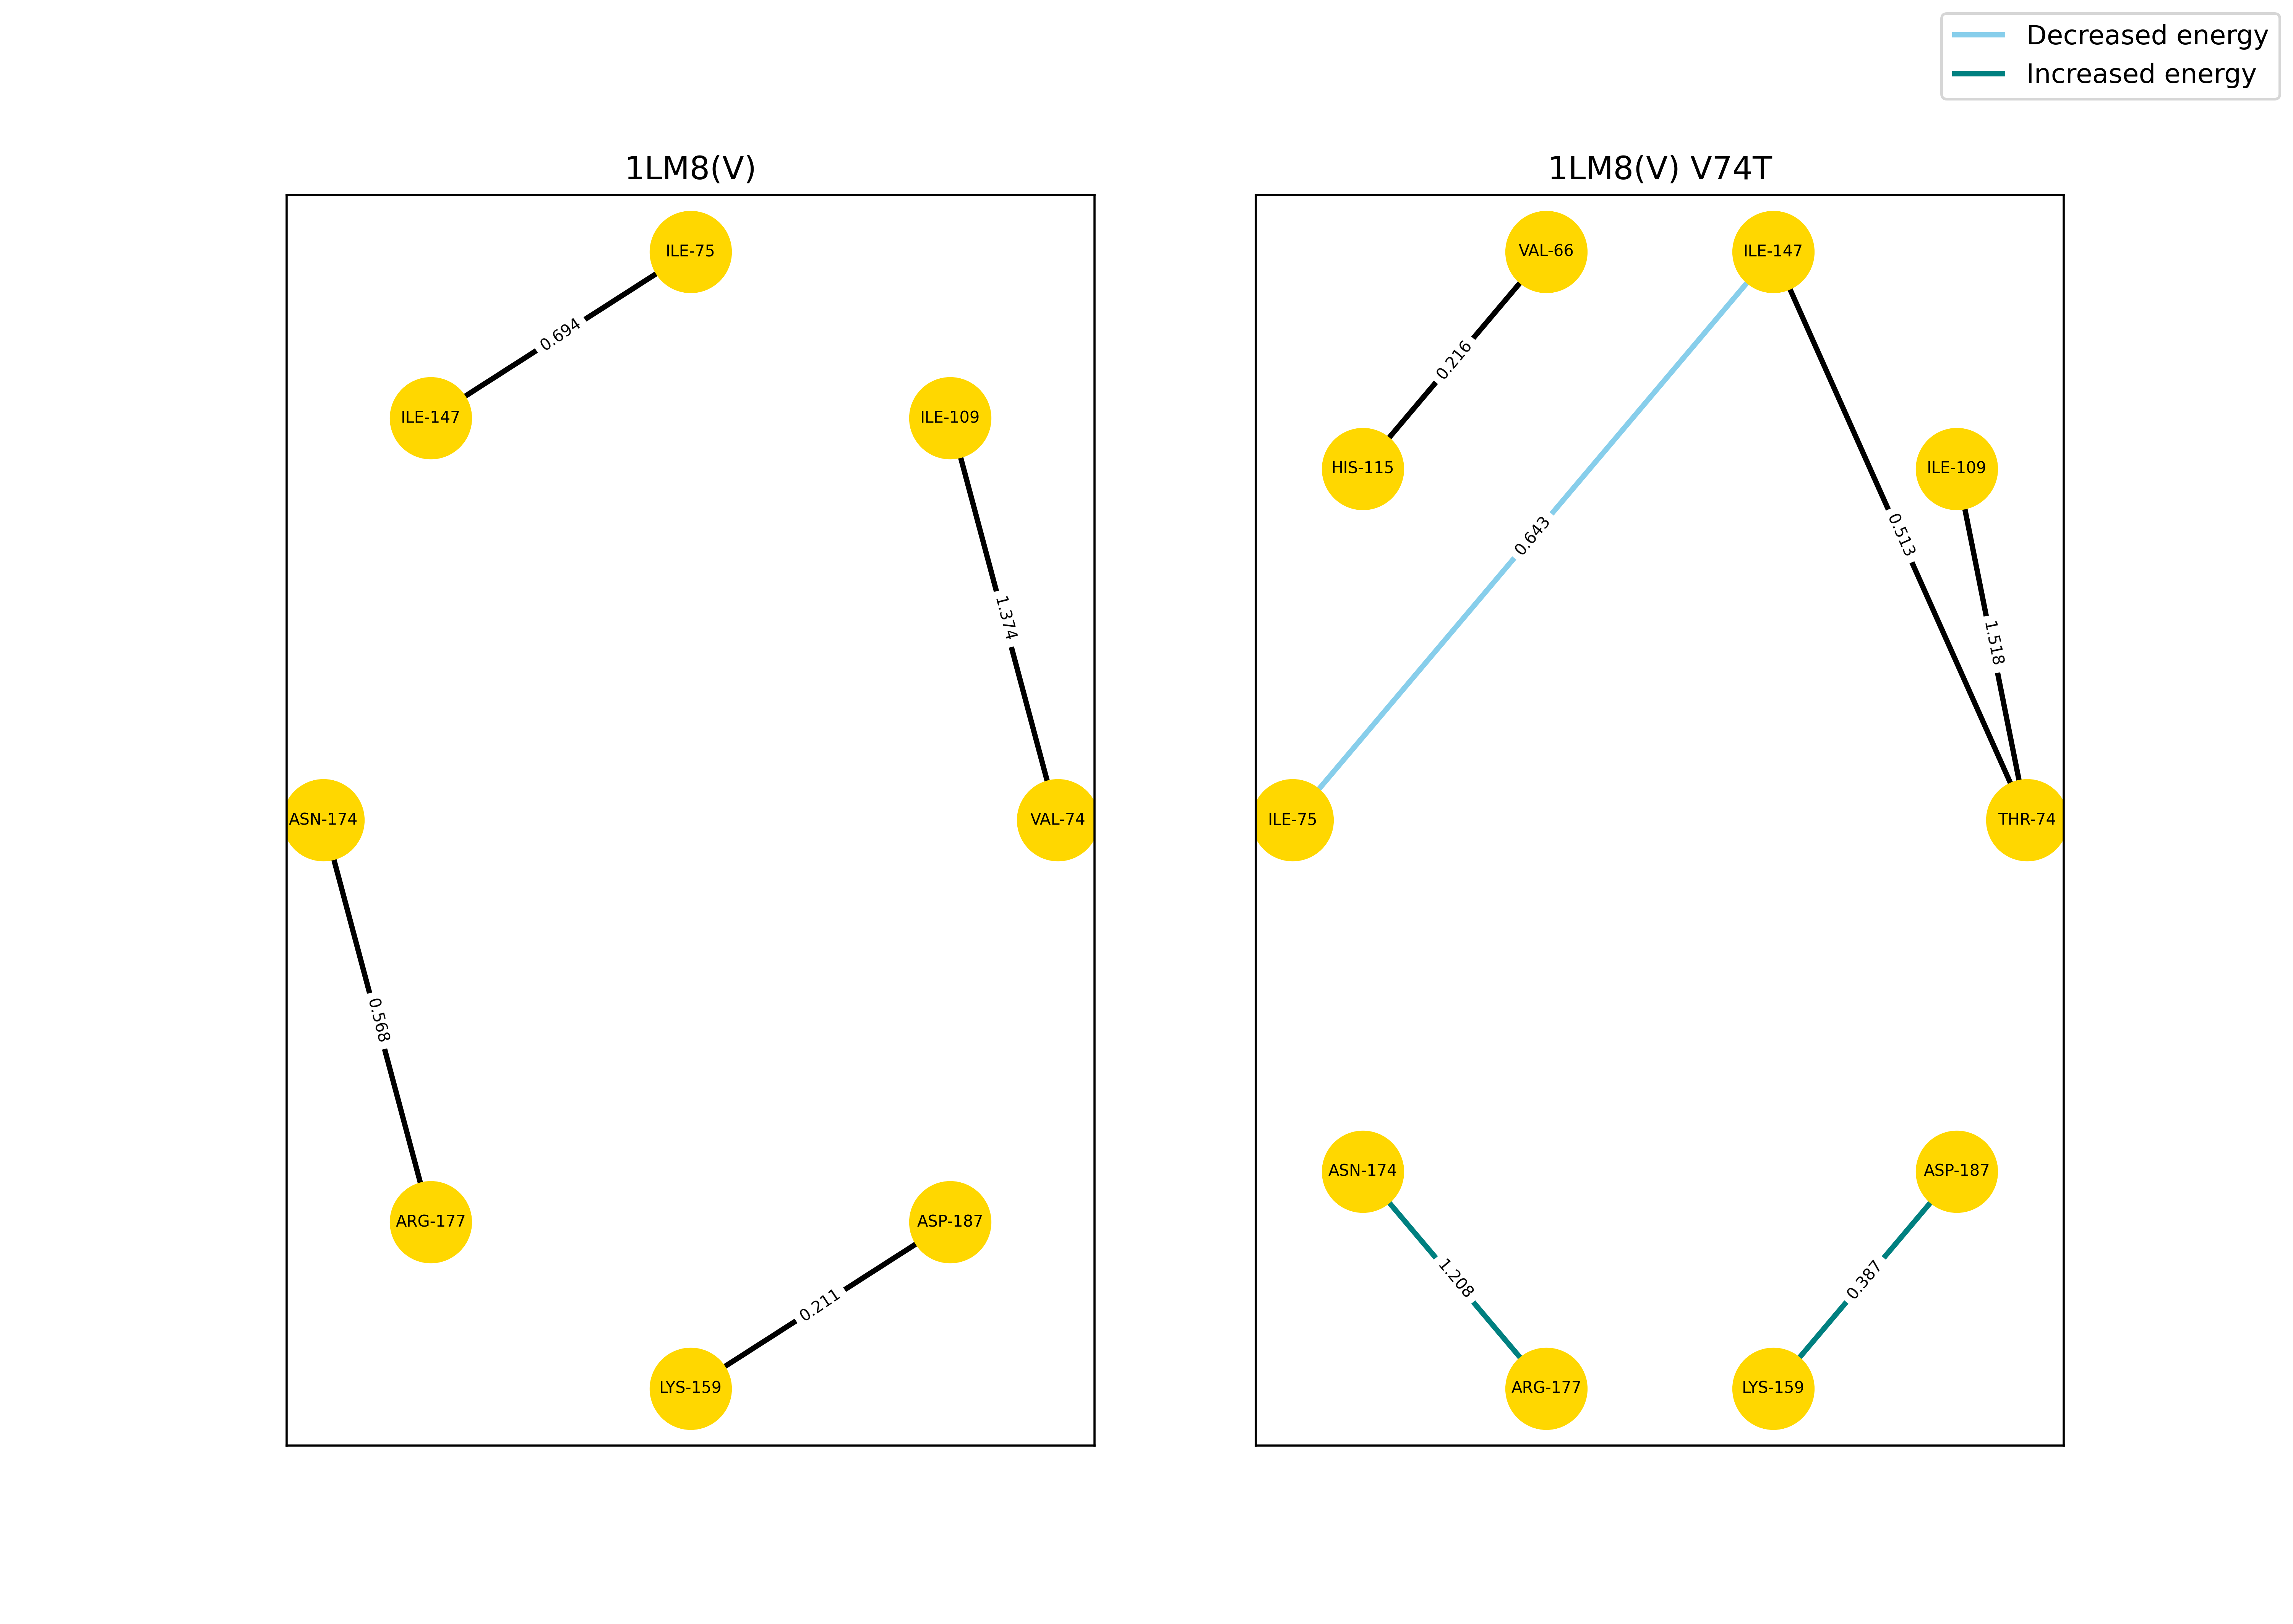 Decreased energy
Increased energy
1LM8(V)
ILE-75
0.694
ILE-147
ILE-109
1.374
ASN-174
VAL-74
0.568
ARG-177
ASP-187
0.211
LYS-159
1LM8(V) V74T
VAL-66
ILE-147
0.216
HIS-115
ILE-109
0.643
0.513
1.518
ILE-75
THR-74
ASN-174
ASP-187
1.208
0.387
ARG-177
LYS-159